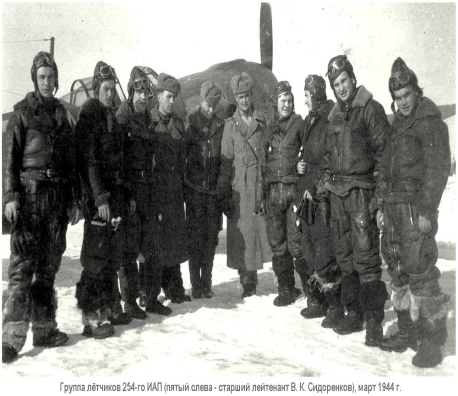 Группа лётчиков 254-го ИАП (пятый слева - старший лейтенант В. К. Сидоренков), март 1944 г.